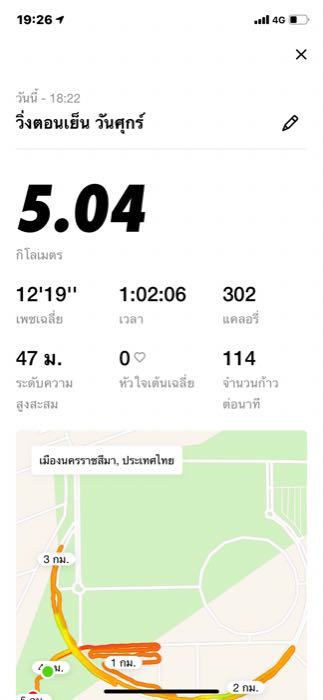 19:26
4G
วันนี้ - 18:22
วิ่งตอนเย็น วันศุกร์
5.04
กิโลเมตร
12'19'' 1:02:06 302
เพซเฉลี่ย เวลา แคลอรี่
47 ม. 0 114
ระดับความ หัวใจเต้นเฉลี่ย จำนวนก้าว
สูงสะสม ต่อนาที
เมืองนครราชสีมา, ประเทศไทย
3 กม.
1 กม.
2 กม.